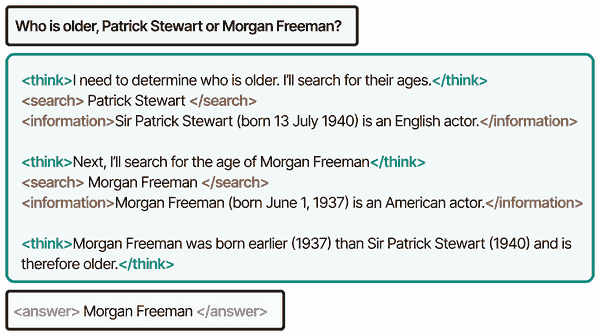 Who is older, Patrick Stewart or Morgan Freeman?
<think>I need to determine who is older. I'll search for their ages.</think>
<search> Patrick Stewart </search>
<information>Sir Patrick Stewart (born 13 July 1940) is an English actor.</information>
<think>Next, I'll search for the age of Morgan Freeman</think>
<search> Morgan Freeman </search>
<information>Morgan Freeman (born June 1, 1937) is an American actor.</information>
<think>Morgan Freeman was born earlier (1937) than Sir Patrick Stewart (1940) and is
therefore older.</think>
<answer> Morgan Freeman </answer>